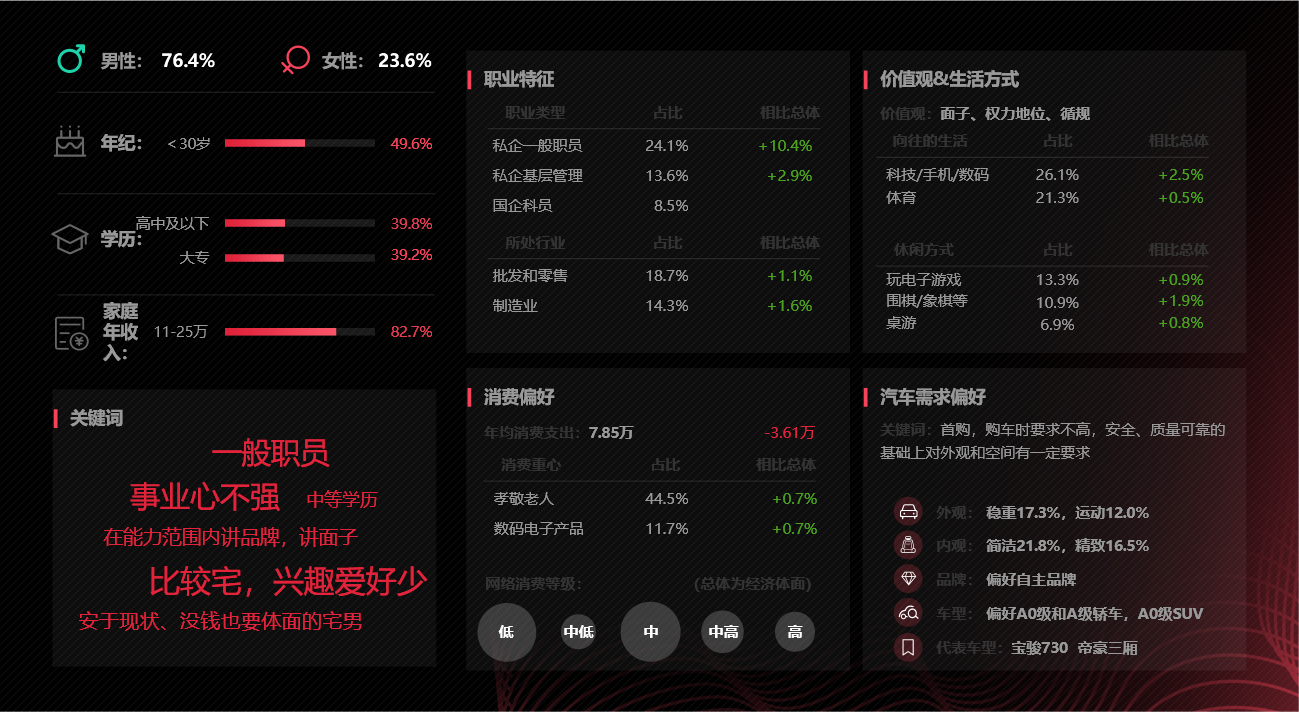 男性： 76.4% 女性： 23.6%
年纪： ＜30岁 49.6%
学历： 高中及以下 39.8%
大专 39.2%
家庭年收入： 11-25万 82.7%
关键词
一般职员
事业心不强 中等学历
在能力范围内讲品牌，讲面子
比较宅，兴趣爱好少
安于现状、没钱也要体面的宅男
职业特征
职业类型 占比 相比总体
私企一般职员 24.1% +10.4%
私企基层管理 13.6% +2.9%
国企科员 8.5%
所处行业 占比 相比总体
批发和零售 18.7% +1.1%
制造业 14.3% +1.6%
消费偏好
年均消费支出： 7.85万 -3.61万
消费重心 占比 相比总体
孝敬老人 44.5% +0.7%
数码电子产品 11.7% +0.7%
网络消费等级： (总体为经济体面)
低 中低 中 中高 高
价值观&生活方式
价值观：面子、权力地位、循规
向往的生活 占比 相比总体
科技/手机/数码 26.1% +2.5%
体育 21.3% +0.5%
休闲方式 占比 相比总体
玩电子游戏 13.3% +0.9%
围棋/象棋等 10.9% +1.9%
桌游 6.9% +0.8%
汽车需求偏好
关键词：首购，购车时要求不高，安全、质量可靠的
基础上对外观和空间有一定要求
外观： 稳重17.3%，运动12.0%
内观： 简洁21.8%，精致16.5%
品牌： 偏好自主品牌
车型： 偏好A0级和A级轿车，A0级SUV
代表车型：宝骏730 帝豪三厢